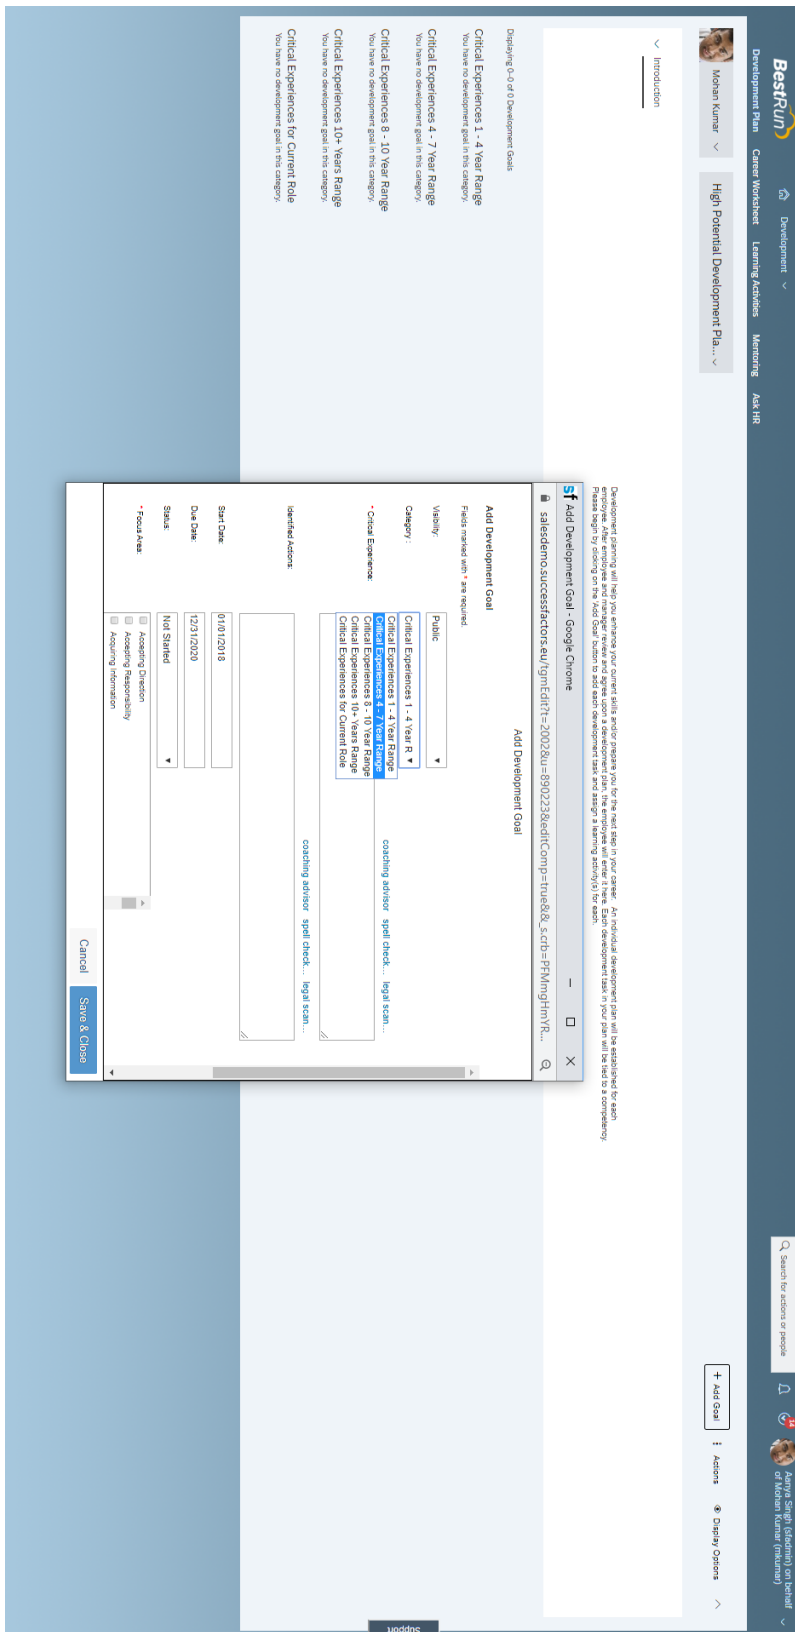 BestRun
Development
Search for actions or people
14
Aanya Singh (sfadmin) on behalf
of Mohan Kumar (mkumar)
Development Plan Career Worksheet Learning Activities Mentoring Ask HR
Mohan Kumar
High Potential Development Pla...
+ Add Goal
Actions
Display Options
Introduction
Development planning will help you enhance your current skills and/or prepare you for the next step in your career. An individual development plan will be established for each
employee. After employee and manager review and agree upon a development plan, the employee will enter it here. Each development task in your plan will be tied to a competency.
Please begin by clicking on the 'Add Goal' button to add each development task and assign a learning activity(s) for each.
Displaying 0-0 of 0 Development Goals
Critical Experiences 1 - 4 Year Range
You have no development goal in this category.
Critical Experiences 4 - 7 Year Range
You have no development goal in this category.
Critical Experiences 8 - 10 Year Range
You have no development goal in this category.
Critical Experiences 10+ Years Range
You have no development goal in this category.
Critical Experiences for Current Role
You have no development goal in this category.
sf Add Development Goal - Google Chrome
salesdemo.successfactors.eu/tgmEdit?t=2002&u=890223&editComp=true&&_s.crb=PFMmgHmYR...
Add Development Goal
Add Development Goal
Fields marked with * are required.
Visibility: Public
Category : Critical Experiences 1 - 4 Year R
Critical Experiences 1 - 4 Year Range
Critical Experiences 4 - 7 Year Range
Critical Experiences 8 - 10 Year Range
Critical Experiences 10+ Years Range
Critical Experiences for Current Role
coaching advisor spell check... legal scan...
* Critical Experience:
coaching advisor spell check... legal scan...
Identified Actions:
Start Date: 01/01/2018
Due Date: 12/31/2020
Status: Not Started
* Focus Area: Accepting Direction
Accepting Responsibility
Acquiring Information
Cancel
Save & Close
Support